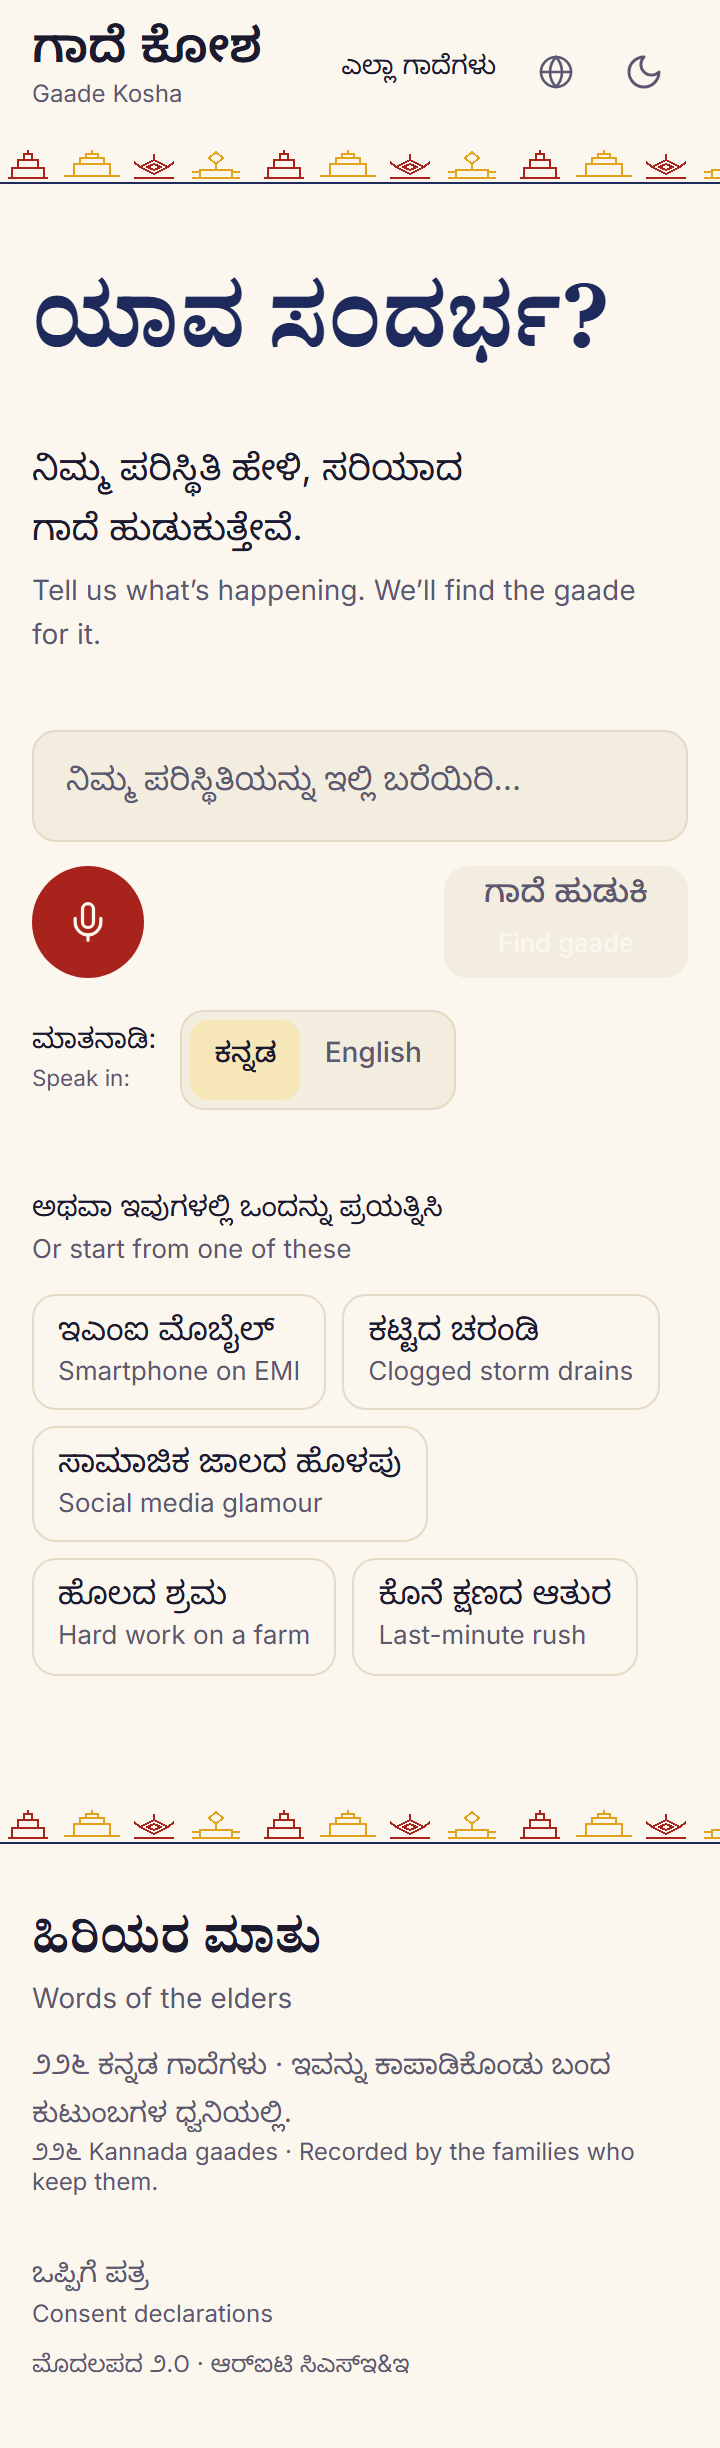 ಗಾದೆ ಕೋಶ
Gaade Kosha
ಎಲ್ಲಾ ಗಾದೆಗಳು
ಯಾವ ಸಂದರ್ಭ?
ನಿಮ್ಮ ಪರಿಸ್ಥಿತಿ ಹೇಳಿ, ಸರಿಯಾದ
ಗಾದೆ ಹುಡುಕುತ್ತೇವೆ.
Tell us what’s happening. We’ll find the gaade
for it.
ನಿಮ್ಮ ಪರಿಸ್ಥಿತಿಯನ್ನು ಇಲ್ಲಿ ಬರೆಯಿರಿ...
ಗಾದೆ ಹುಡುಕಿ
Find gaade
ಮಾತನಾಡಿ:
Speak in:
ಕನ್ನಡ
English
ಅಥವಾ ಇವುಗಳಲ್ಲಿ ಒಂದನ್ನು ಪ್ರಯತ್ನಿಸಿ
Or start from one of these
ಇಎಂಐ ಮೊಬೈಲ್
Smartphone on EMI
ಕಟ್ಟಿದ ಚರಂಡಿ
Clogged storm drains
ಸಾಮಾಜಿಕ ಜಾಲದ ಹೊಳಪು
Social media glamour
ಹೊಲದ ಶ್ರಮ
Hard work on a farm
ಕೊನೆ ಕ್ಷಣದ ಆತುರ
Last-minute rush
ಹಿರಿಯರ ಮಾತು
Words of the elders
೨೨೬ ಕನ್ನಡ ಗಾದೆಗಳು · ಇವನ್ನು ಕಾಪಾಡಿಕೊಂಡು ಬಂದ
ಕುಟುಂಬಗಳ ಧ್ವನಿಯಲ್ಲಿ.
೨೨೬ Kannada gaades · Recorded by the families who
keep them.
ಒಪ್ಪಿಗೆ ಪತ್ರ
Consent declarations
ಮೊದಲಪದ ೨.೦ · ಆರ್‌ಐಟಿ ಸಿಎಸ್‌ಇ&ಇ